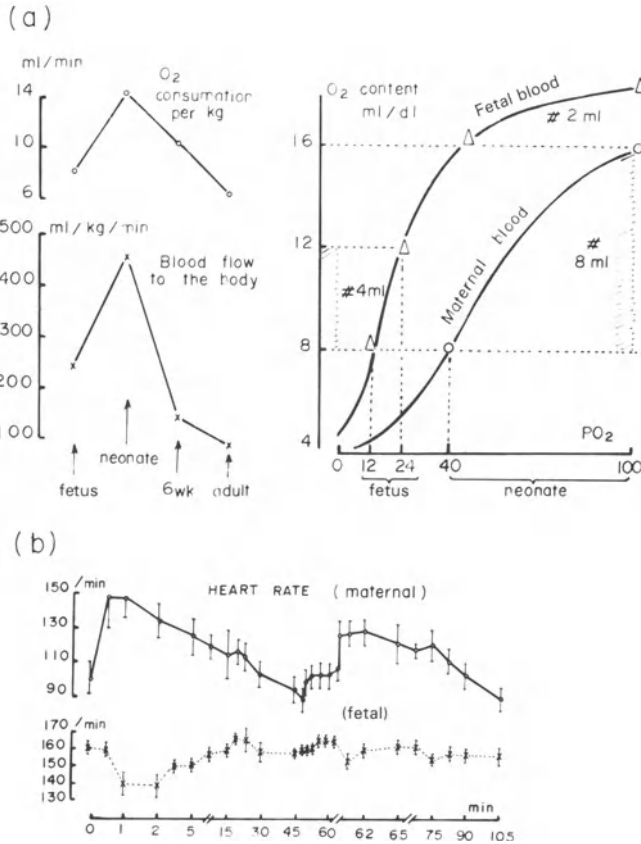 (a)
ml/min
O2
consumation
per kg
14
10
6
ml/kg/min
500
400
300
200
100
Blood flow
to the body
fetus
neonate
6wk
adult
O2 content
ml/dl
Fetal blood
# 2 ml
16
12
8
4
#4ml
Maternal blood
#
8 ml
PO2
0 12 24 40 100
fetus neonate
(b)
/min
HEART RATE (maternal)
150
130
110
90
(fetal)
/min
170
160
150
140
130
min
0 1 2 5 15 30 45 60 62 65 75 90 105